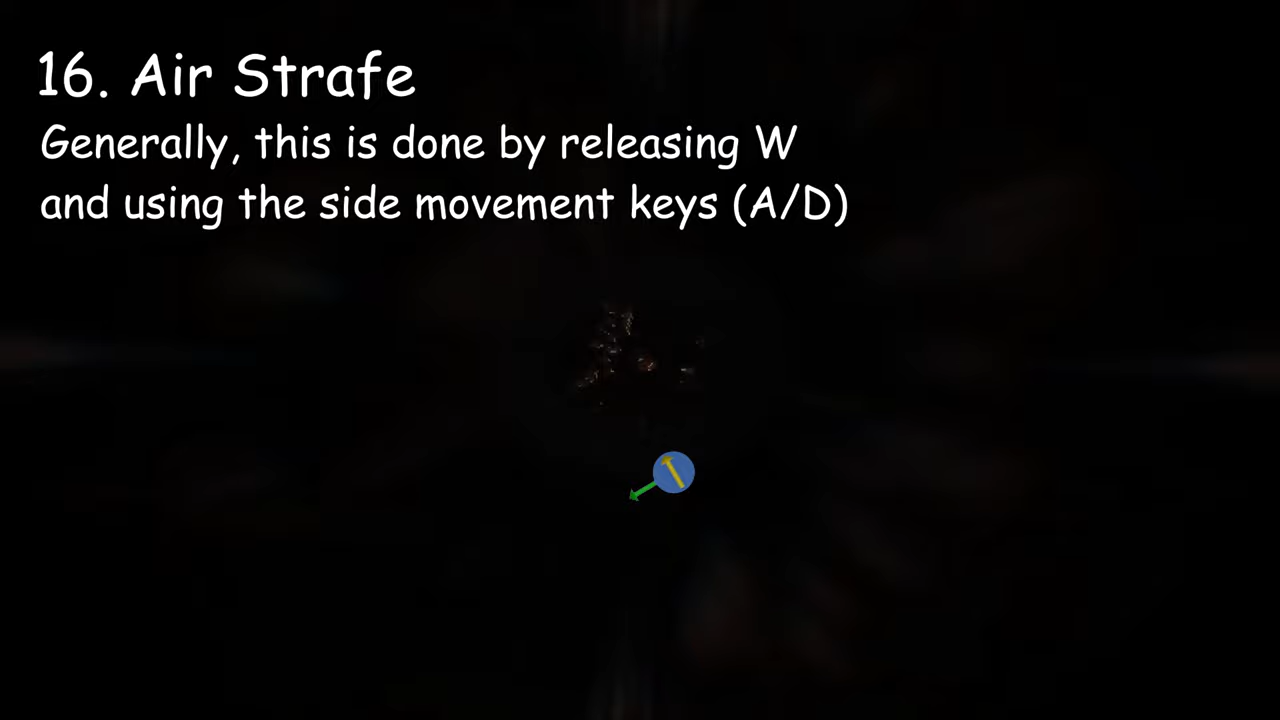 16. Air Strafe
Generally, this is done by releasing W
and using the side movement keys (A/D)